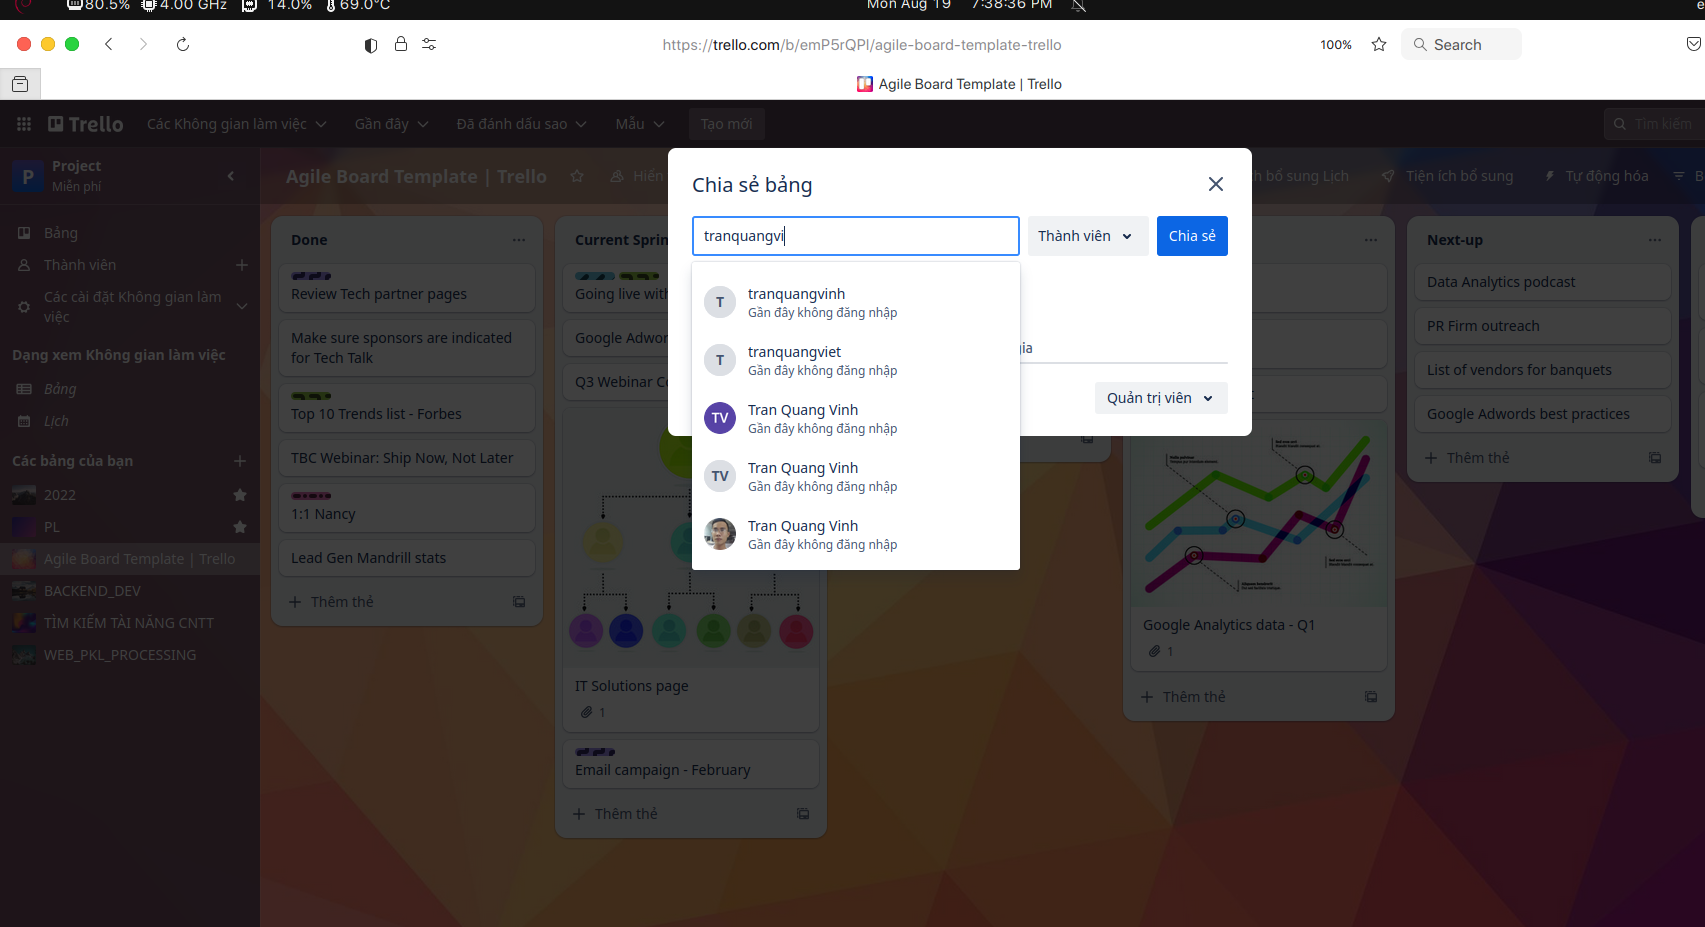 80.5% 4.00 GHz 14.0% 69.0°C
Mon Aug 19 7:38:36 PM
https://trello.com/b/emP5rQPI/agile-board-template-trello
100%
Search
Agile Board Template | Trello
Trello
Các Không gian làm việc
Gần đây
Đã đánh dấu sao
Mẫu
Tạo mới
Tìm kiếm
P
Project
Miễn phí
Bảng
Thành viên
Các cài đặt Không gian làm
việc
Dạng xem Không gian làm việc
Bảng
Lịch
Các bảng của bạn
2022
PL
Agile Board Template | Trello
BACKEND_DEV
TÌM KIẾM TÀI NĂNG CNTT
WEB_PKL_PROCESSING
Agile Board Template | Trello
Hiển
bổ sung Lịch
Tiện ích bổ sung
Tự động hóa
Done
Review Tech partner pages
Make sure sponsors are indicated
for Tech Talk
Top 10 Trends list - Forbes
TBC Webinar: Ship Now, Not Later
1:1 Nancy
Lead Gen Mandrill stats
Thêm thẻ
Current Sprin
Going live with
Google Adwor
Q3 Webinar Co
IT Solutions page
1
Email campaign - February
Thêm thẻ
Chia sẻ bảng
tranquangvi
Thành viên
Chia sẻ
T
tranquangvinh
Gần đây không đăng nhập
T
tranquangviet
Gần đây không đăng nhập
TV
Tran Quang Vinh
Gần đây không đăng nhập
TV
Tran Quang Vinh
Gần đây không đăng nhập
Tran Quang Vinh
Gần đây không đăng nhập
gia
Quản trị viên
Google Analytics data - Q1
1
Thêm thẻ
Next-up
Data Analytics podcast
PR Firm outreach
List of vendors for banquets
Google Adwords best practices
Thêm thẻ